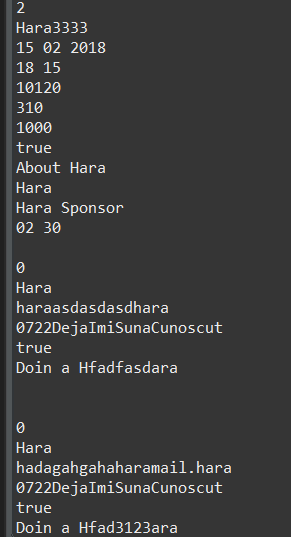 2
Hara3333
15 02 2018
18 15
10120
310
1000
true
About Hara
Hara
Hara Sponsor
02 30
0
Hara
haraasdasdasdhara
0722DejaImiSunaCunoscut
true
Doin a Hfadfasdara
0
Hara
hadagahgahaharamail.hara
0722DejaImiSunaCunoscut
true
Doin a Hfad3123ara